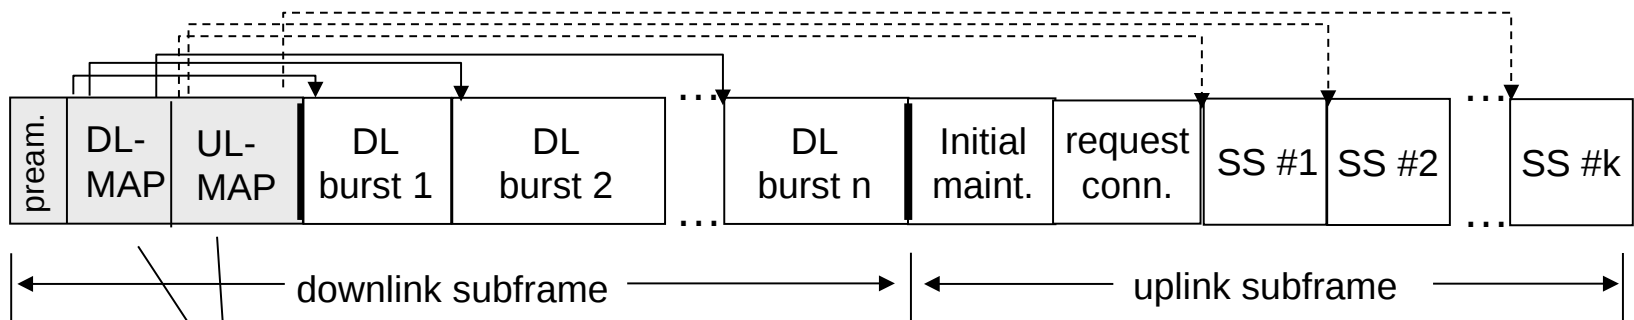 pream.
DL-
MAP
UL-
MAP
DL
burst 1
DL
burst 2
...
...
DL
burst n
Initial
maint.
request
conn.
SS #1
SS #2
...
...
SS #k
downlink subframe
uplink subframe